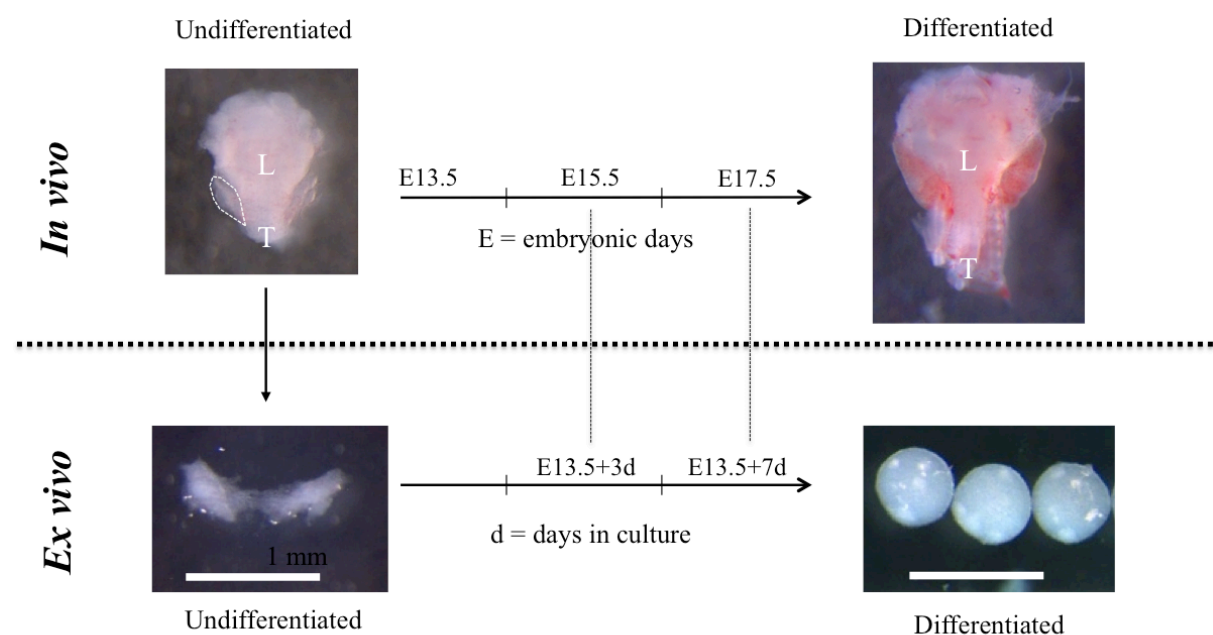 Undifferentiated
Differentiated
In vivo
L
T
E13.5
E15.5
E17.5
E = embryonic days
L
T
Ex vivo
E13.5+3d
E13.5+7d
d = days in culture
1 mm
Undifferentiated
Differentiated